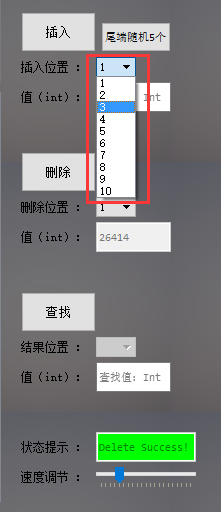 插入 尾端随机5个
插入位置： 1
1
值（int）： Int
2
3
4
5
6
7
8
9
10
删除
删除位置： 1
值（int）： 26414
查找
结果位置：
值（int）： 查找值：Int
状态提示： Delete Success!
速度调节：